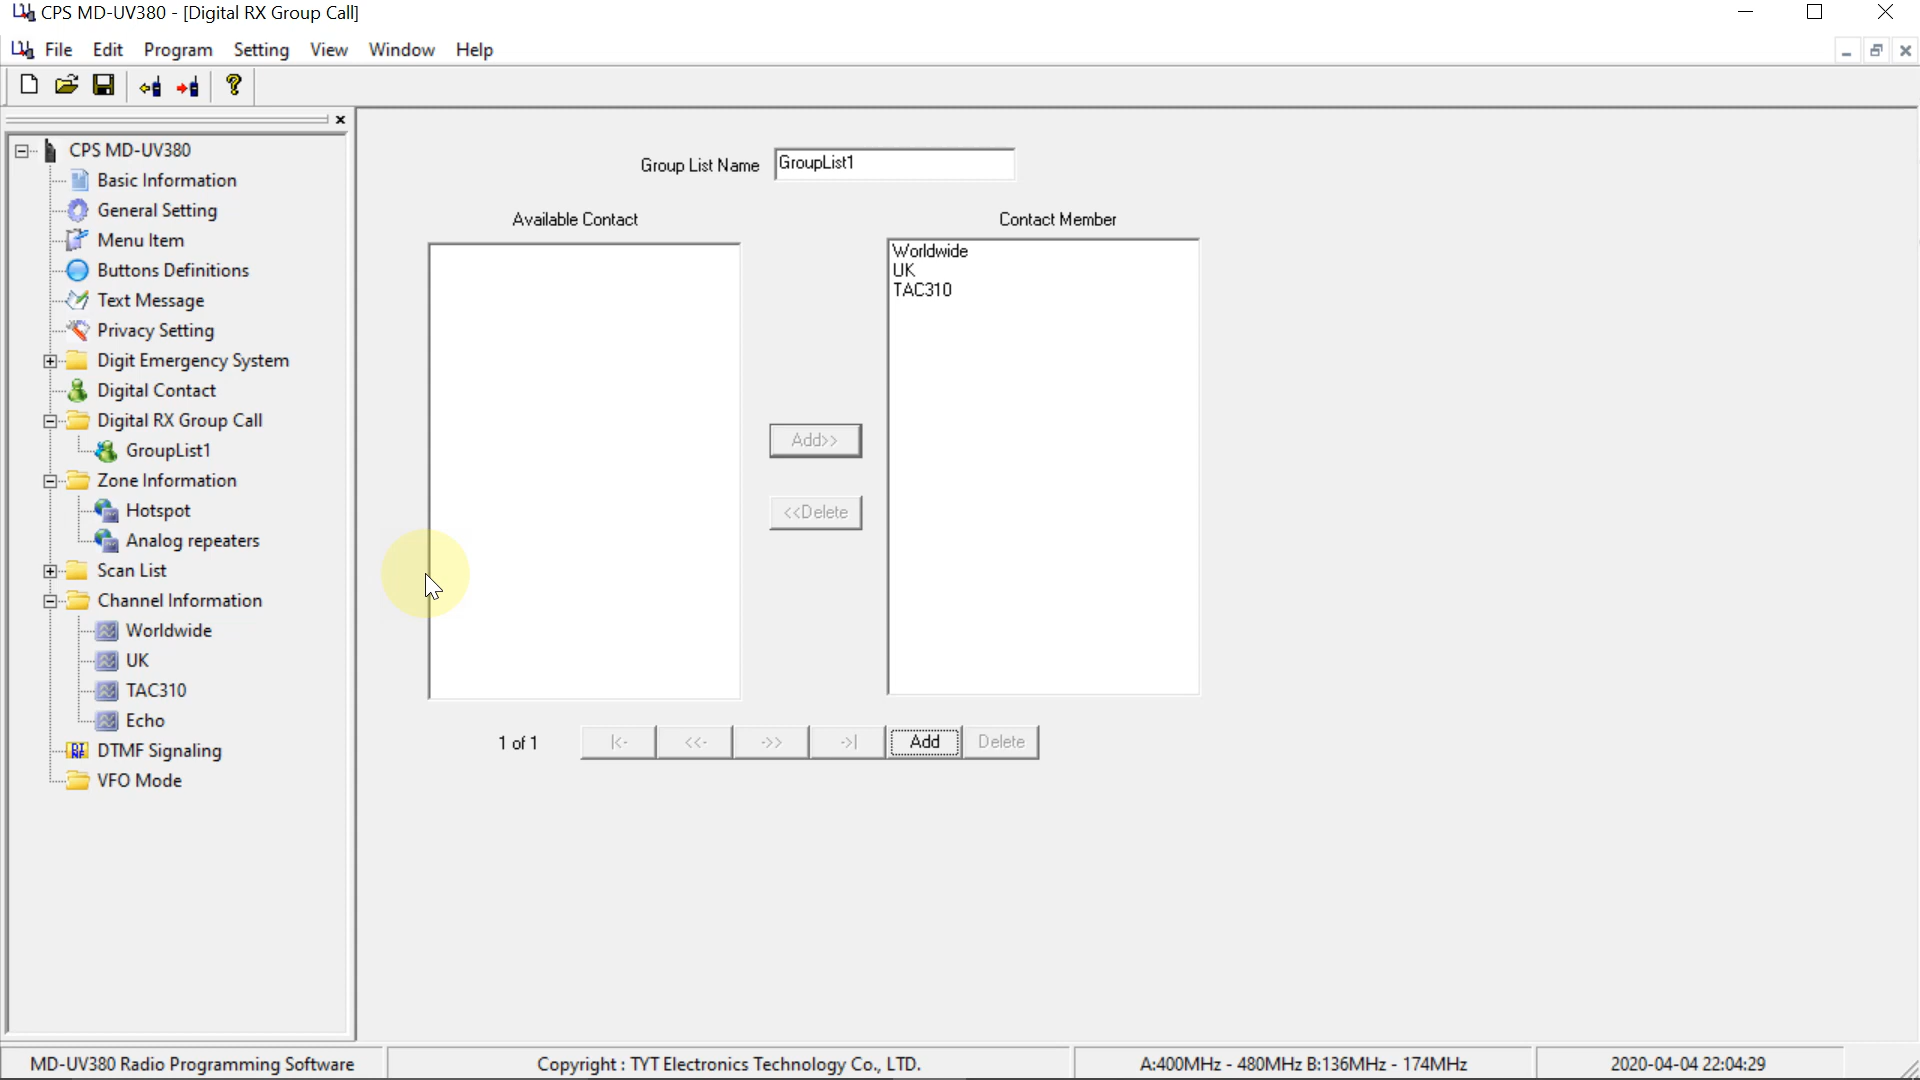 CPS MD-UV380 - [Digital RX Group Call]
File Edit Program Setting View Window Help
CPS MD-UV380
Basic Information
General Setting
Menu Item
Buttons Definitions
Text Message
Privacy Setting
Digit Emergency System
Digital Contact
Digital RX Group Call
GroupList1
Zone Information
Hotspot
Analog repeaters
Scan List
Channel Information
Worldwide
UK
TAC310
Echo
DTMF Signaling
VFO Mode
Group List Name GroupList1
Available Contact
Contact Member
Worldwide
UK
TAC310
Add>>
<<Delete
1 of 1 |<- <<- ->> ->| Add Delete
MD-UV380 Radio Programming Software Copyright : TYT Electronics Technology Co., LTD. A:400MHz - 480MHz B:136MHz - 174MHz 2020-04-04 22:04:29